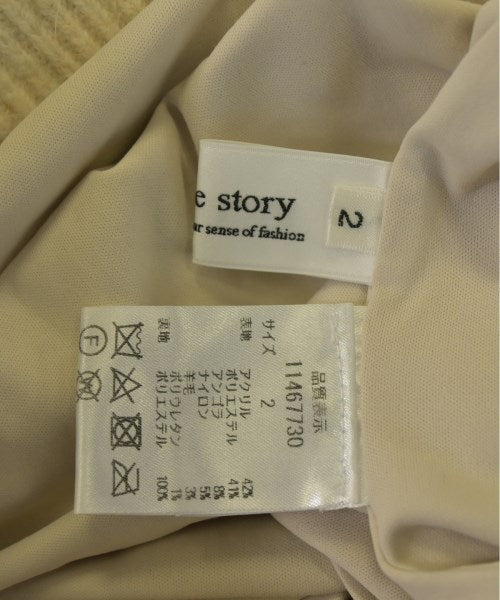 e story
ur sense of fashion
2
品質表示
11467730
サイズ 2
表地 アクリル 42%
ポリエステル 41%
アンゴラ 8%
ナイロン 5%
羊毛 3%
ポリウレタン 1%
裏地 ポリエステル 100%
F
W